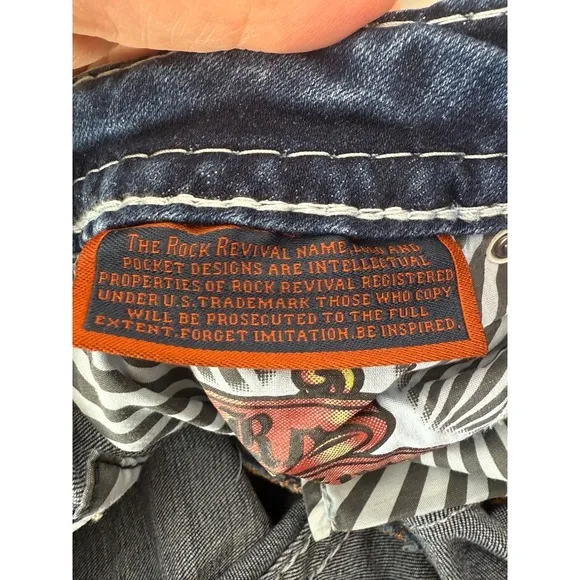 THE ROCK REVIVAL NAME, AND
POCKET DESIGNS ARE INTELLECTUAL
PROPERTIES OF ROCK REVIVAL REGISTERED
UNDER U.S. TRADEMARK THOSE WHO COPY
WILL BE PROSECUTED TO THE FULL
EXTENT. FORGET IMITATION. BE INSPIRED.